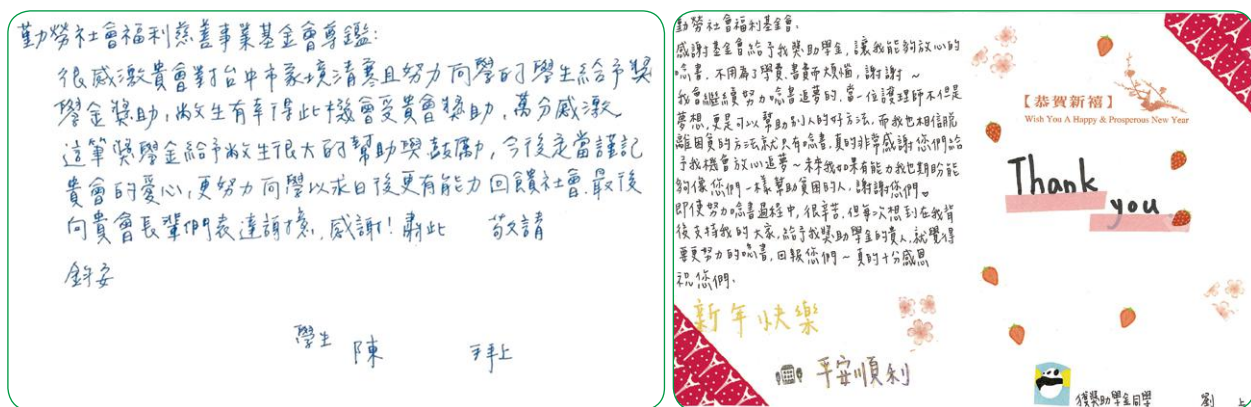 勤勞社會福利慈善事業基金會尊鑑:
很感激貴會對台中市家境清寒且努力向學的學生給予獎
學金獎助,敝生有幸得此機會受貴會獎助,萬分感激
這筆獎學金給予敝生很大的幫助與鼓勵,今後定當謹記
貴會的愛心,更努力向學以求日後更有能力回饋社會.最後
向貴會長輩們表達謝意,感謝!肅此 敬請
鈞安
學生 陳 拜上
勤勞社會福利基金會.
感謝基金會給予我獎助學金,讓我能夠放心的
唸書.不用為了學費.書費而煩惱,謝謝~
我會繼續努力唸書追夢的,當一位護理師不但是
夢想,更是可以幫助別人的好方法,而我也相信脫
離困貧的方法就只有唸書,真的非常感謝您們給
予我機會放心追夢~未來我如果有能力我也期盼能
夠像您們一樣幫助貧困的人,謝謝您們。
即使努力唸書過程中,很辛苦,但每次想到在我背
後支持我的大家,給予我獎助學金的貴人,就覺得
要更努力的唸書,回報您們~真的十分感恩
祝您們.
新年快樂
平安順利
【恭賀新禧】
Wish You A Happy & Prosperous New Year
Thank
you
獲獎助學金同學 劉 上